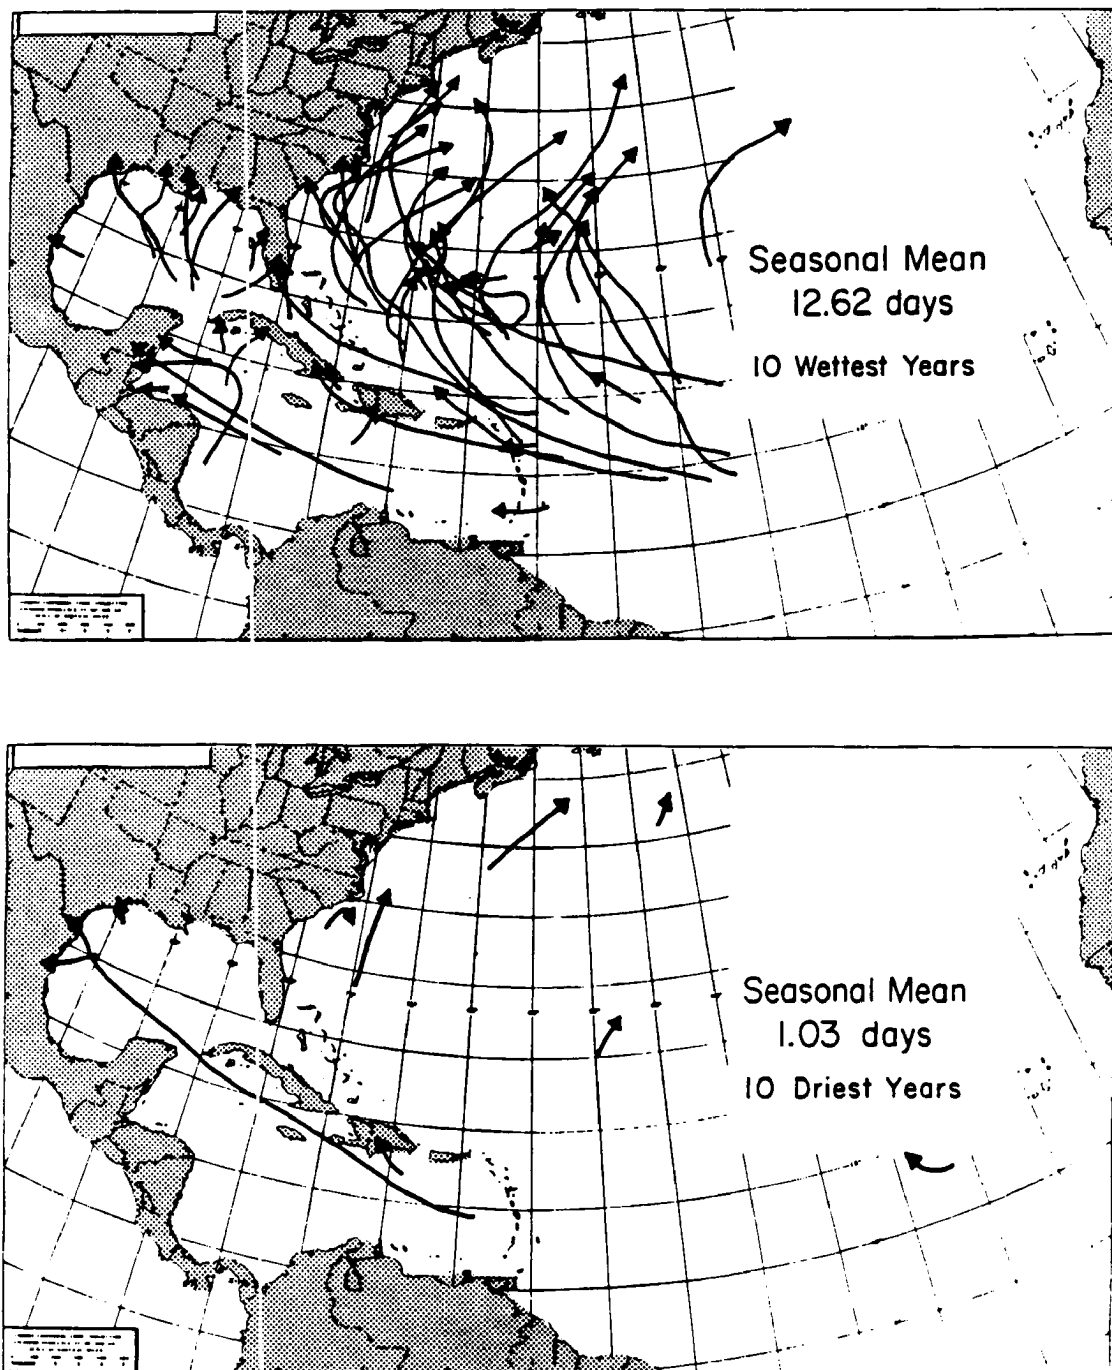 Seasonal Mean
12.62 days
10 Wettest Years
Seasonal Mean
1.03 days
10 Driest Years